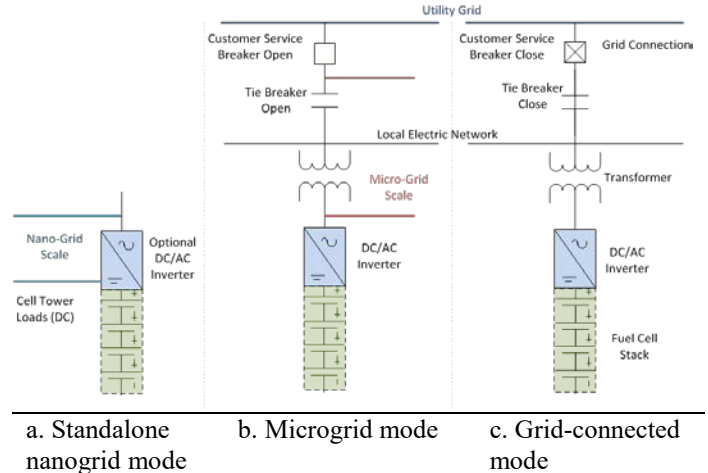 Utility Grid
Customer Service
Breaker Open
Tie Breaker
Open
Customer Service
Breaker Close
Grid Connection
Tie Breaker
Close
Local Electric Network
Micro-Grid
Scale
Transformer
Nano-Grid
Scale
Optional
DC/AC
Inverter
DC/AC
Inverter
DC/AC
Inverter
Cell Tower
Loads (DC)
Fuel Cell
Stack
a. Standalone
nanogrid mode
b. Microgrid mode
c. Grid-connected
mode